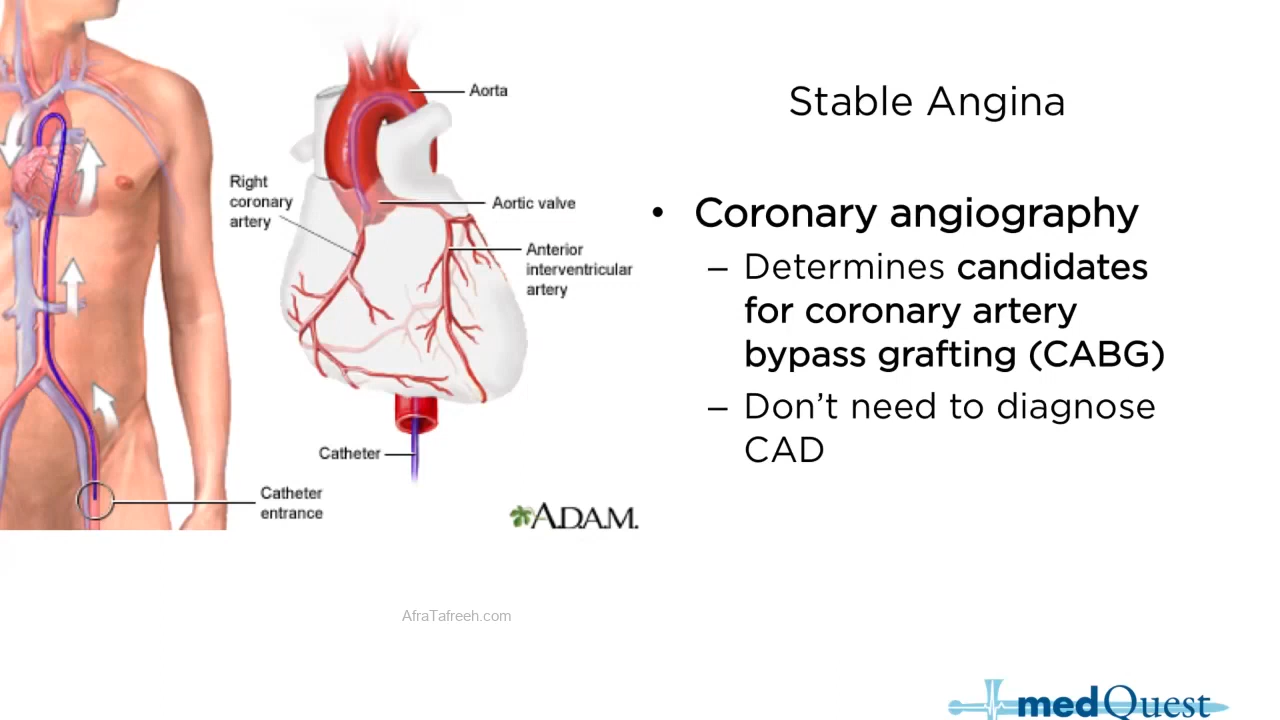 Stable Angina
• Coronary angiography
– Determines candidates
for coronary artery
bypass grafting (CABG)
– Don't need to diagnose
CAD
Aorta
Right
coronary
artery
Aortic valve
Anterior
interventricular
artery
Catheter
Catheter
entrance
A.D.A.M.
AfraTafreeh.com
medQuest